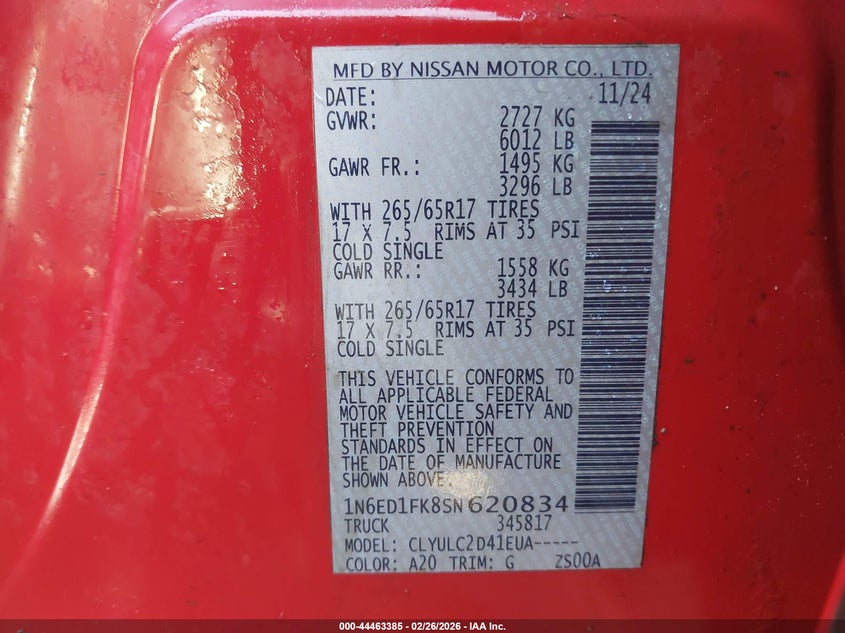 MFD BY NISSAN MOTOR CO., LTD.
DATE: 11/24
GVWR: 2727 KG
6012 LB
GAWR FR.: 1495 KG
3296 LB
WITH 265/65R17 TIRES
17 X 7.5 RIMS AT 35 PSI
COLD SINGLE
GAWR RR.: 1558 KG
3434 LB
WITH 265/65R17 TIRES
17 X 7.5 RIMS AT 35 PSI
COLD SINGLE
THIS VEHICLE CONFORMS TO
ALL APPLICABLE FEDERAL
MOTOR VEHICLE SAFETY AND
THEFT PREVENTION
STANDARDS IN EFFECT ON
THE DATE OF MANUFACTURE
SHOWN ABOVE.
1N6ED1FK8SN620834
TRUCK 345817
MODEL: CLYULC2D41EUA-----
COLOR: A20 TRIM: G ZS00A
000-44463385 - 02/26/2026 - IAA Inc.